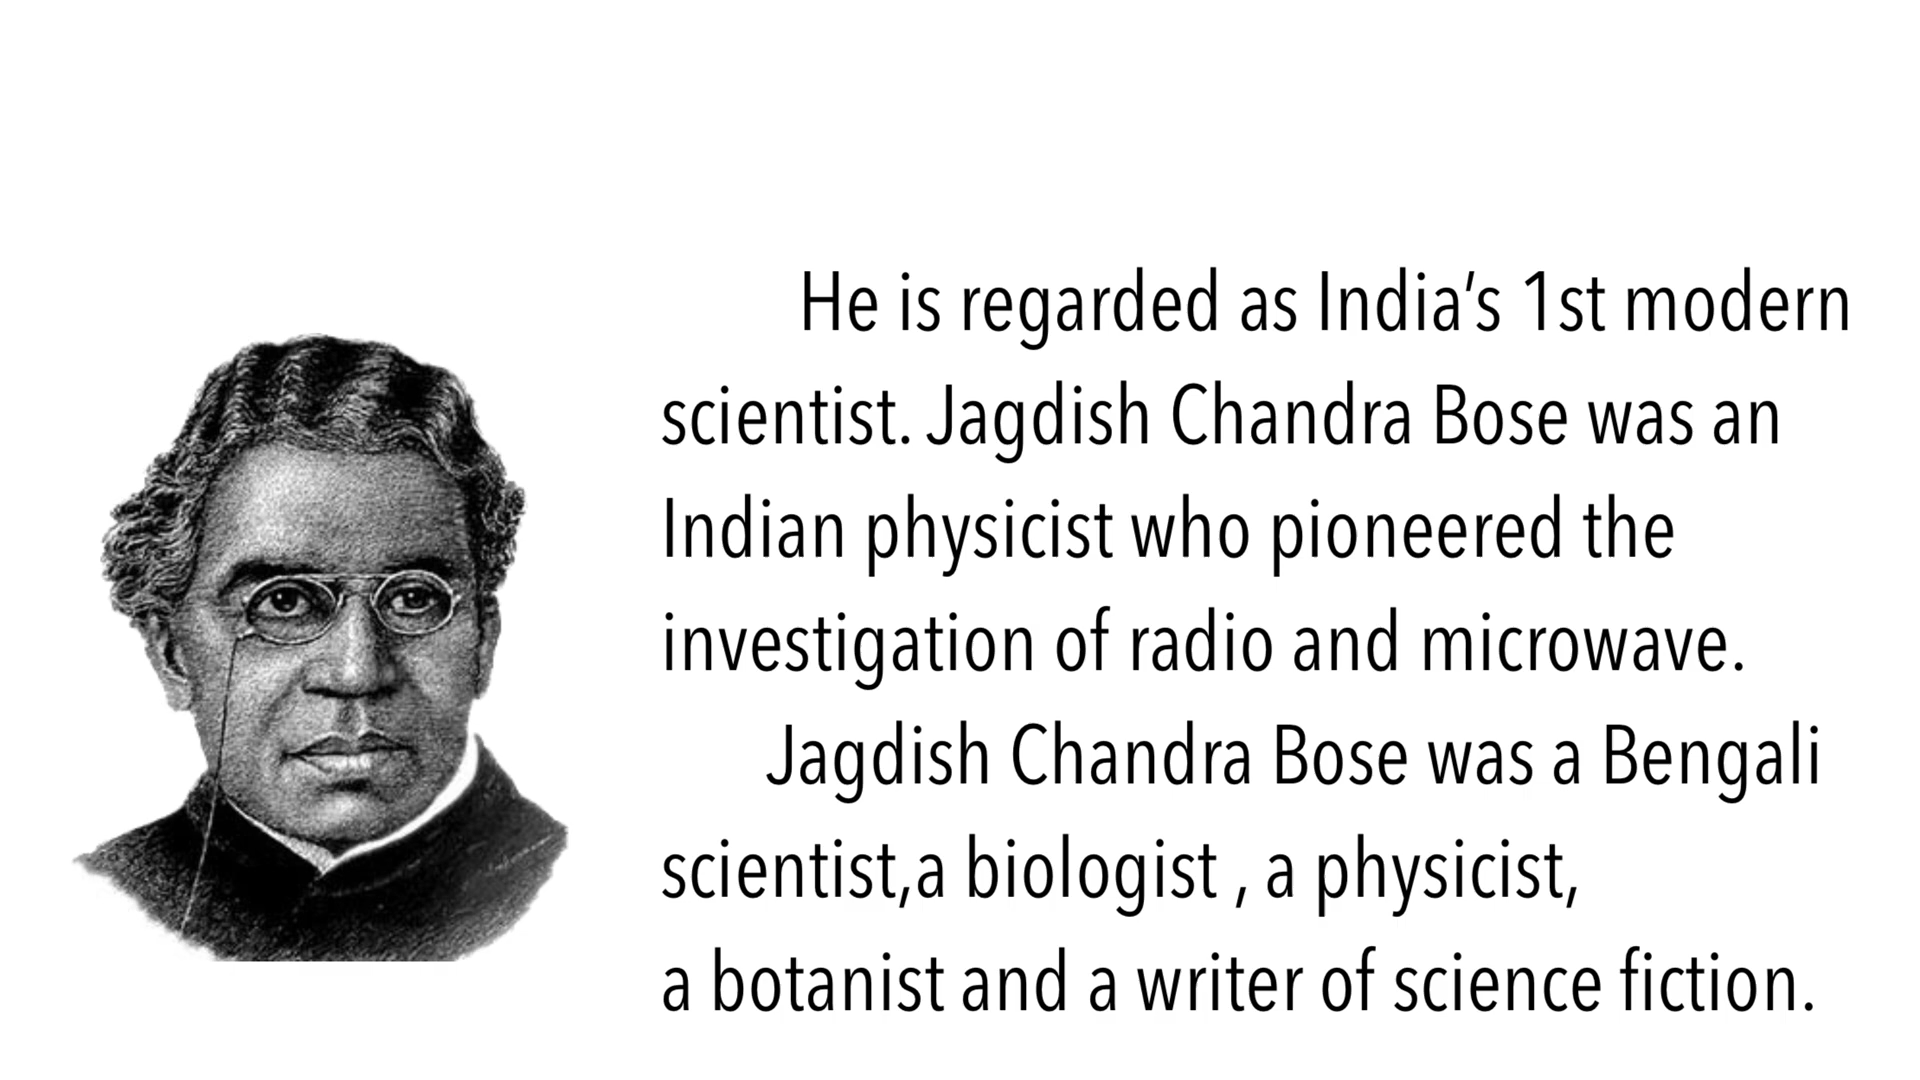 He is regarded as India’s 1st modern
scientist. Jagdish Chandra Bose was an
Indian physicist who pioneered the
investigation of radio and microwave.
Jagdish Chandra Bose was a Bengali
scientist,a biologist , a physicist,
a botanist and a writer of science fiction.